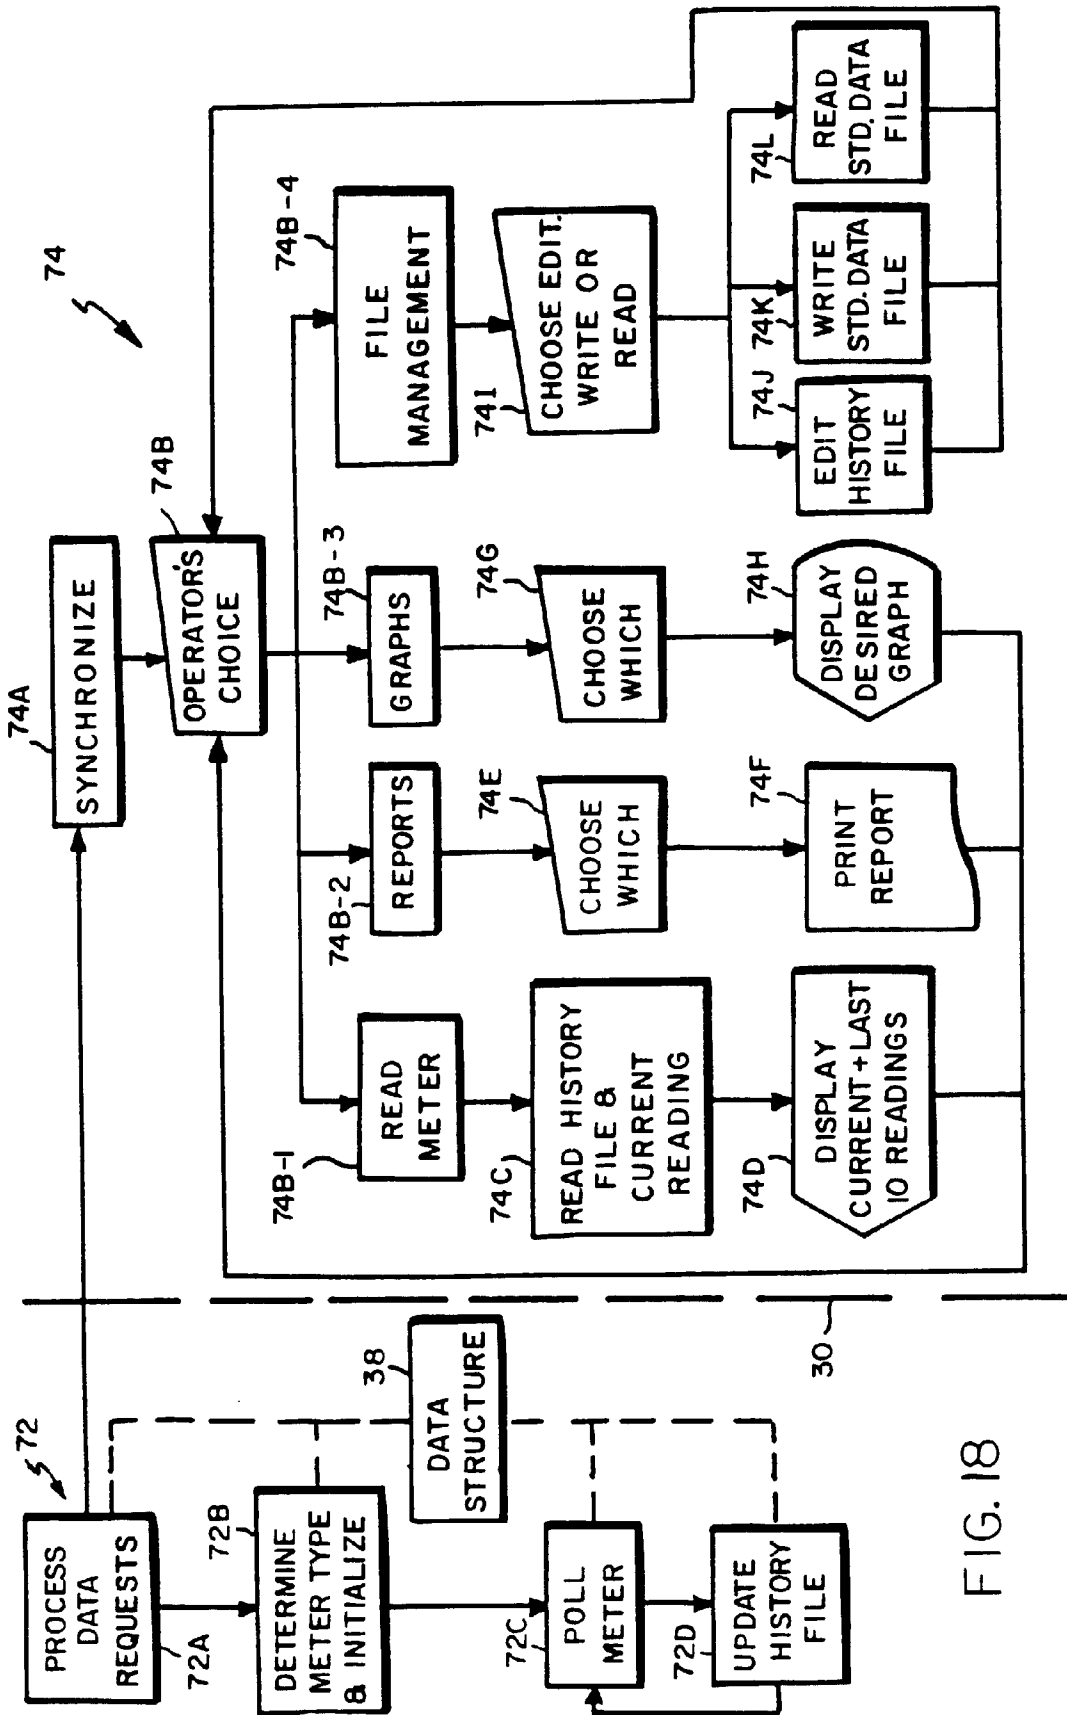 72
PROCESS
DATA
REQUESTS
72A
72B
DETERMINE
METER TYPE
& INITIALIZE
38
DATA
STRUCTURE
72C
POLL
METER
72D
UPDATE
HISTORY
FILE
30
74
74A
SYNCHRONIZE
74B
OPERATOR'S
CHOICE
74B-1
READ
METER
74C
READ HISTORY
FILE &
CURRENT
READING
74D
DISPLAY
CURRENT+LAST
10 READINGS
74B-2
REPORTS
74E
CHOOSE
WHICH
74F
PRINT
REPORT
74B-3
GRAPHS
74G
CHOOSE
WHICH
74H
DISPLAY
DESIRED
GRAPH
74B-4
FILE
MANAGEMENT
74I
CHOOSE EDIT.
WRITE OR
READ
74J
EDIT
HISTORY
FILE
74K
WRITE
STD. DATA
FILE
74L
READ
STD. DATA
FILE
FIG. 18